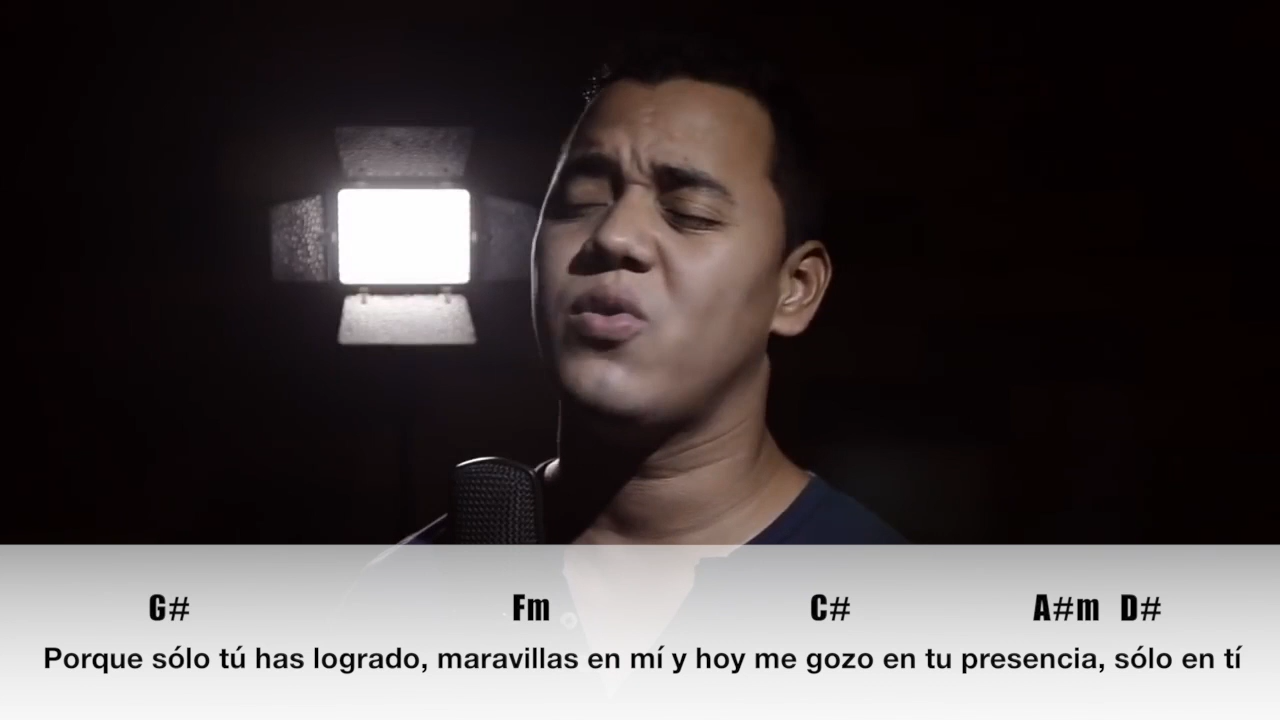 G# Fm C# A#m D#
Porque sólo tú has logrado, maravillas en mí y hoy me gozo en tu presencia, sólo en tí